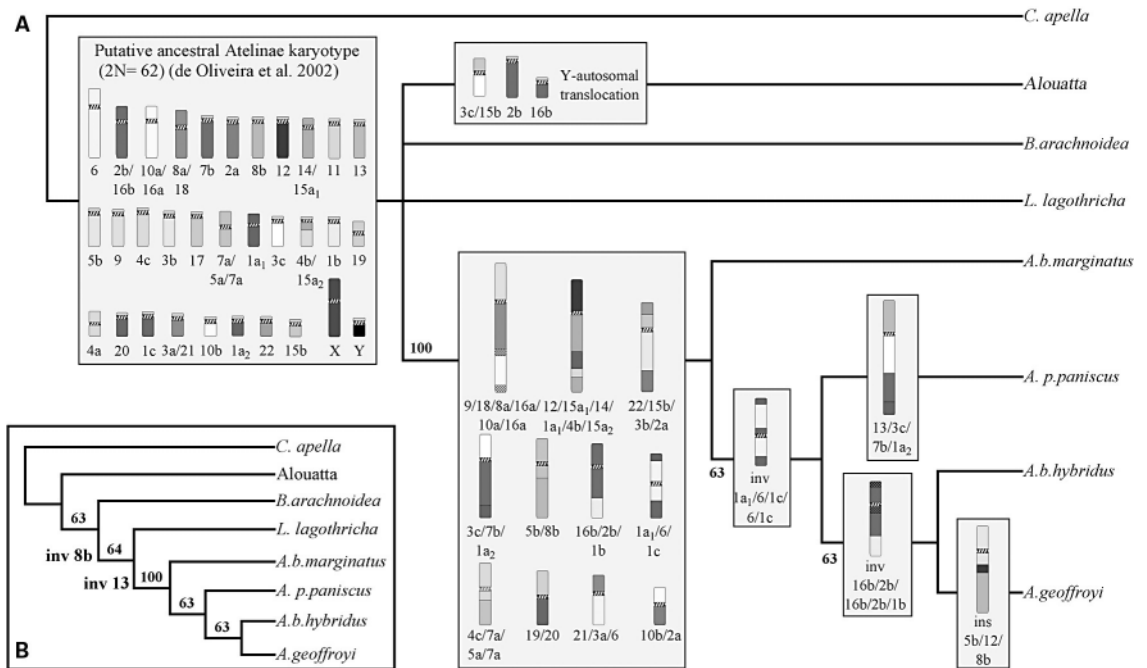 A
C. apella
Putative ancestral Atelinae karyotype
(2N= 62) (de Oliveira et al. 2002)
6
2b/
16b
10a/
16a
8a/
18
7b
2a
8b
12
14/
15a₁
11
13
5b
9
4c
3b
17
7a/
5a/7a
1a₁
3c
4b/
15a₂
1b
19
4a
20
1c
3a/21
10b
1a₂
22
15b
X
Y
3c/15b
2b
16b
Y-autosomal
translocation
Alouatta
B.arachnoidea
L. lagothricha
A.b.marginatus
100
9/18/8a/16a/
10a/16a
12/15a₁/14/
1a₁/4b/15a₂
22/15b/
3b/2a
3c/7b/
1a₂
5b/8b
16b/2b/
1b
1a₁/6/
1c
4c/7a/
5a/7a
19/20
21/3a/6
10b/2a
63
inv
1a₁/6/1c/
6/1c
13/3c/
7b/1a₂
A. p.paniscus
63
inv
16b/2b/
16b/2b/1b
A.b.hybridus
ins
5b/12/
8b
A.geoffroyi
B
C. apella
Alouatta
63
B.arachnoidea
inv 8b
64
L. lagothricha
inv 13
100
A.b.marginatus
63
A. p.paniscus
63
A.b.hybridus
A.geoffroyi